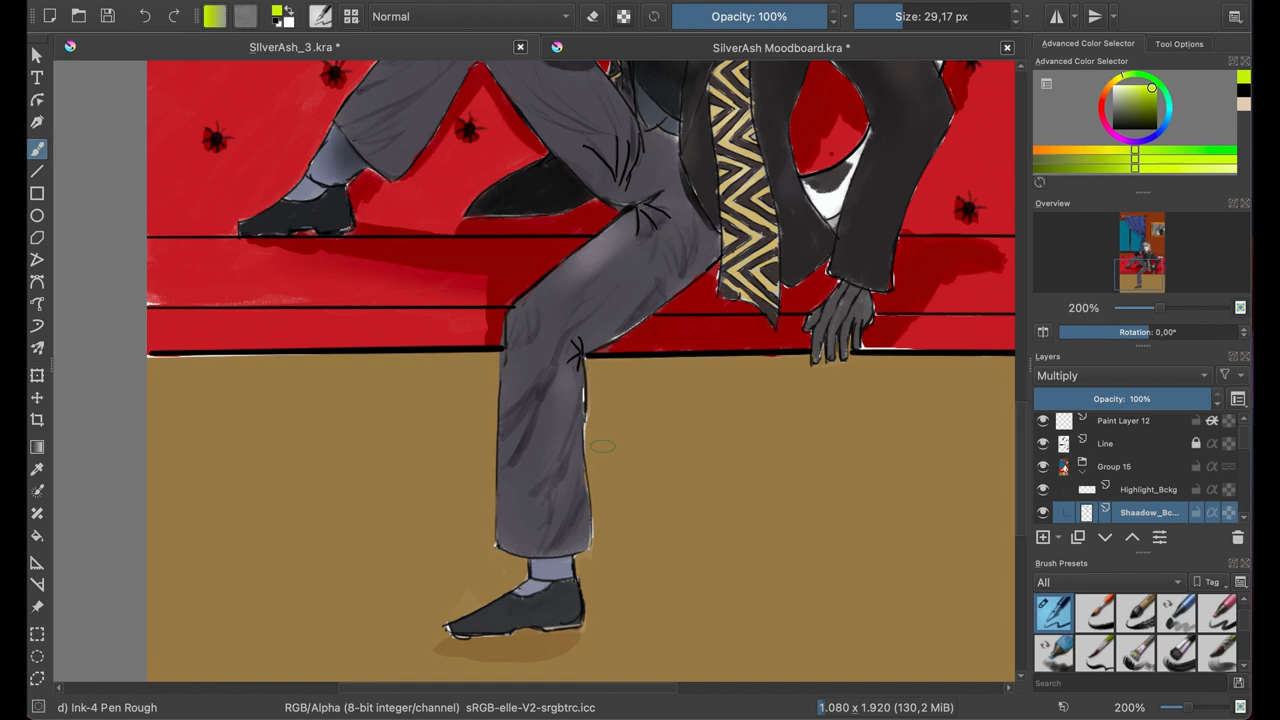 Normal
Opacity: 100%
Size: 29,17 px
SIlverAsh_3.kra *
SilverAsh Moodboard.kra *
Advanced Color Selector
Tool Options
Advanced Color Selector
Overview
200%
Rotation: 0,00°
Layers
Multiply
Opacity: 100%
Paint Layer 12
Line
Group 15
Highlight_Bckg
Shaadow_Bc...
Brush Presets
All
Tag
Search
d) Ink-4 Pen Rough
RGB/Alpha (8-bit integer/channel) sRGB-elle-V2-srgbtrc.icc
1.080 x 1.920 (130,2 MiB)
200%